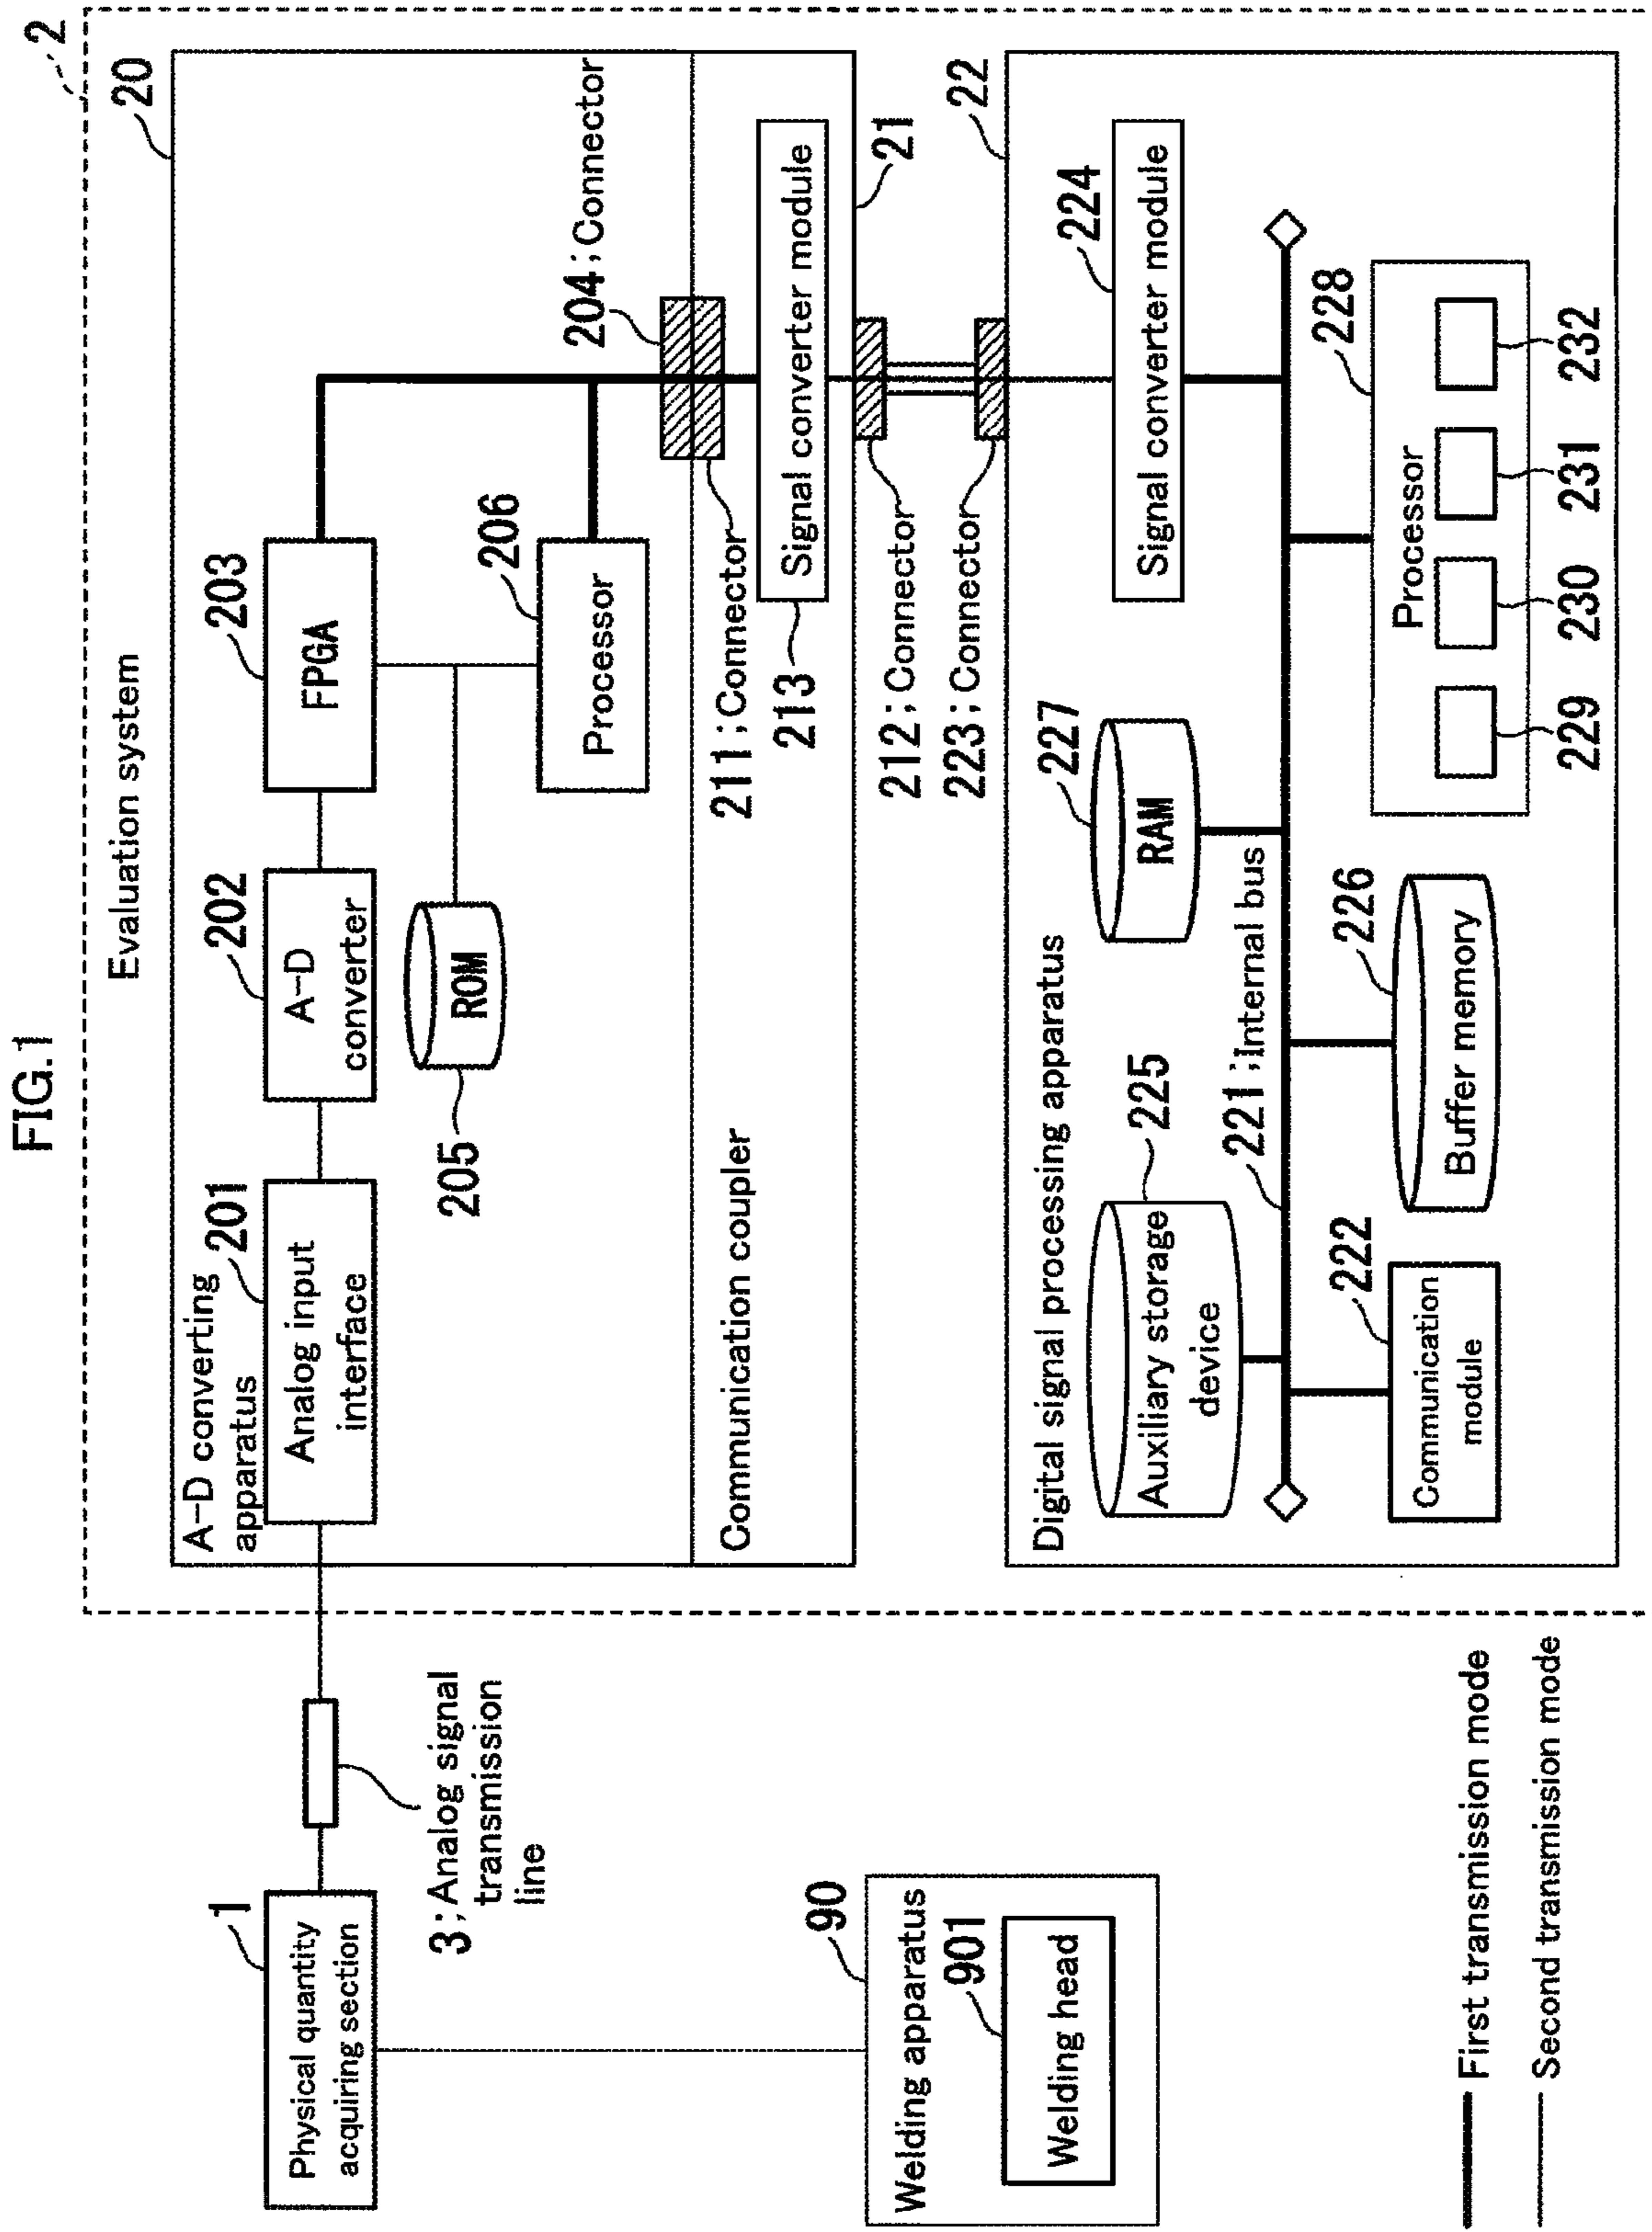 FIG.1
2
Evaluation system
20
A-D converting
apparatus
201
Analog input
interface
202
A-D
converter
203
FPGA
205
ROM
206
Processor
204;Connector
211;Connector
Communication coupler
213
Signal converter module
21
212;Connector
223;Connector
22
Digital signal processing apparatus
224
Signal converter module
225
Auxiliary storage
device
227
RAM
221;Internal bus
222
Communication
module
226
Buffer memory
228
Processor
229
230
231
232
1
Physical quantity
acquiring section
3;Analog signal
transmission
line
90
Welding apparatus
901
Welding head
First transmission mode
Second transmission mode